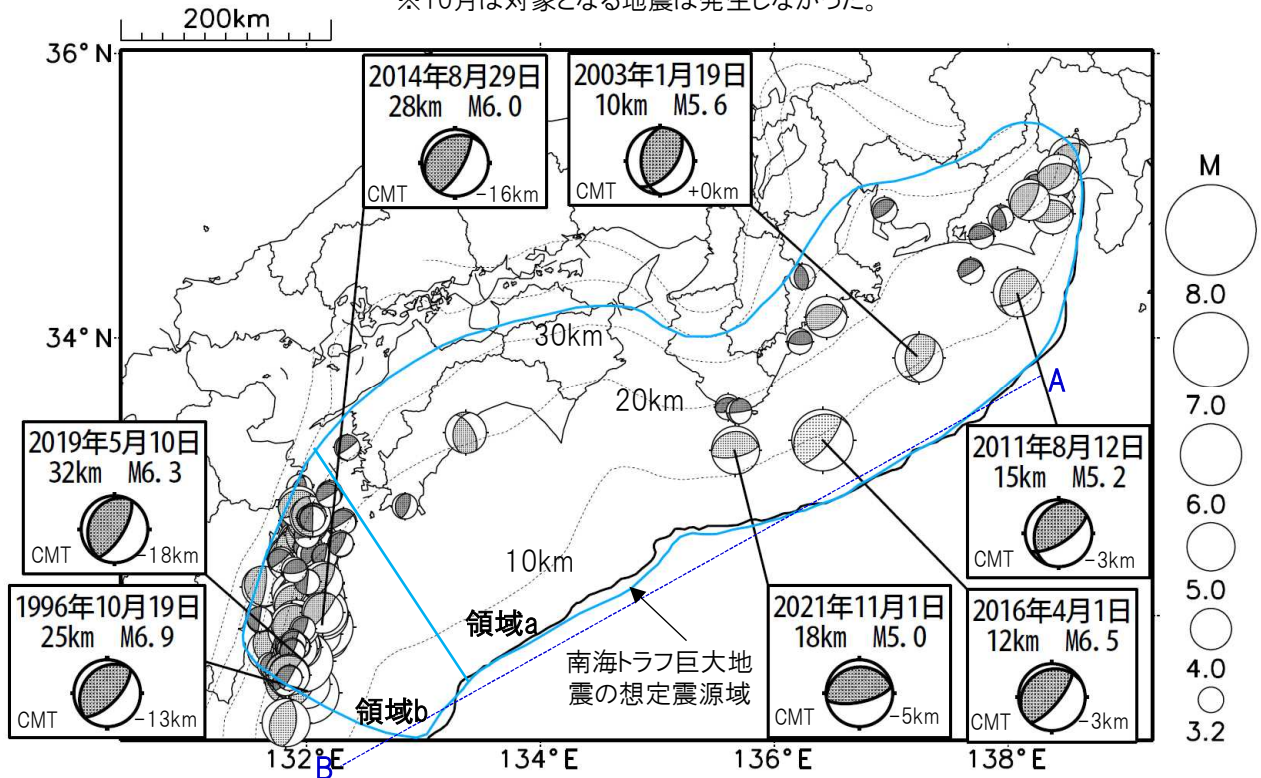 ※10月は対象となる地震は発生しなかった。
200km
36°N
2014年8月29日
28km M6.0
CMT
-16km
2003年1月19日
10km M5.6
CMT
+0km
M
8.0
7.0
6.0
5.0
4.0
3.2
34°N
30km
20km
10km
A
2019年5月10日
32km M6.3
CMT
-18km
2011年8月12日
15km M5.2
CMT
-3km
1996年10月19日
25km M6.9
CMT
-13km
領域a
領域b
南海トラフ巨大地
震の想定震源域
2021年11月1日
18km M5.0
CMT
-5km
2016年4月1日
12km M6.5
CMT
-3km
B
132°E
134°E
136°E
138°E